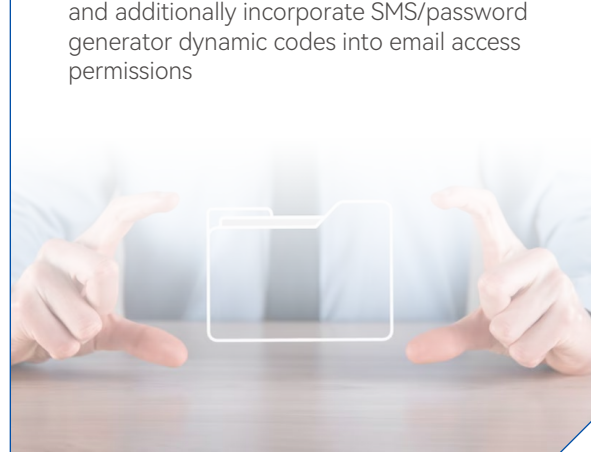 and additionally incorporate SMS/password
generator dynamic codes into email access
permissions